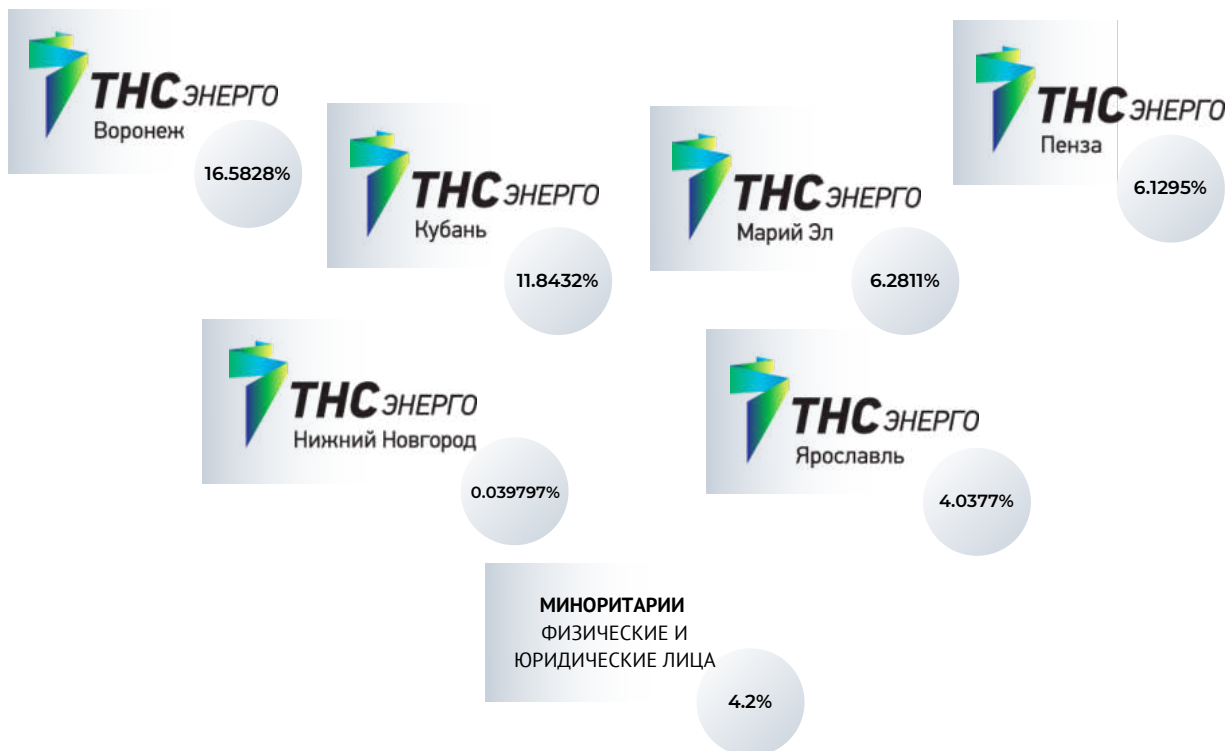 ТНС ЭНЕРГО
Воронеж
16.5828%
ТНС ЭНЕРГО
Кубань
11.8432%
ТНС ЭНЕРГО
Марий Эл
6.2811%
ТНС ЭНЕРГО
Пенза
6.1295%
ТНС ЭНЕРГО
Нижний Новгород
0.039797%
ТНС ЭНЕРГО
Ярославль
4.0377%
МИНОРИТАРИИ
ФИЗИЧЕСКИЕ И
ЮРИДИЧЕСКИЕ ЛИЦА
4.2%